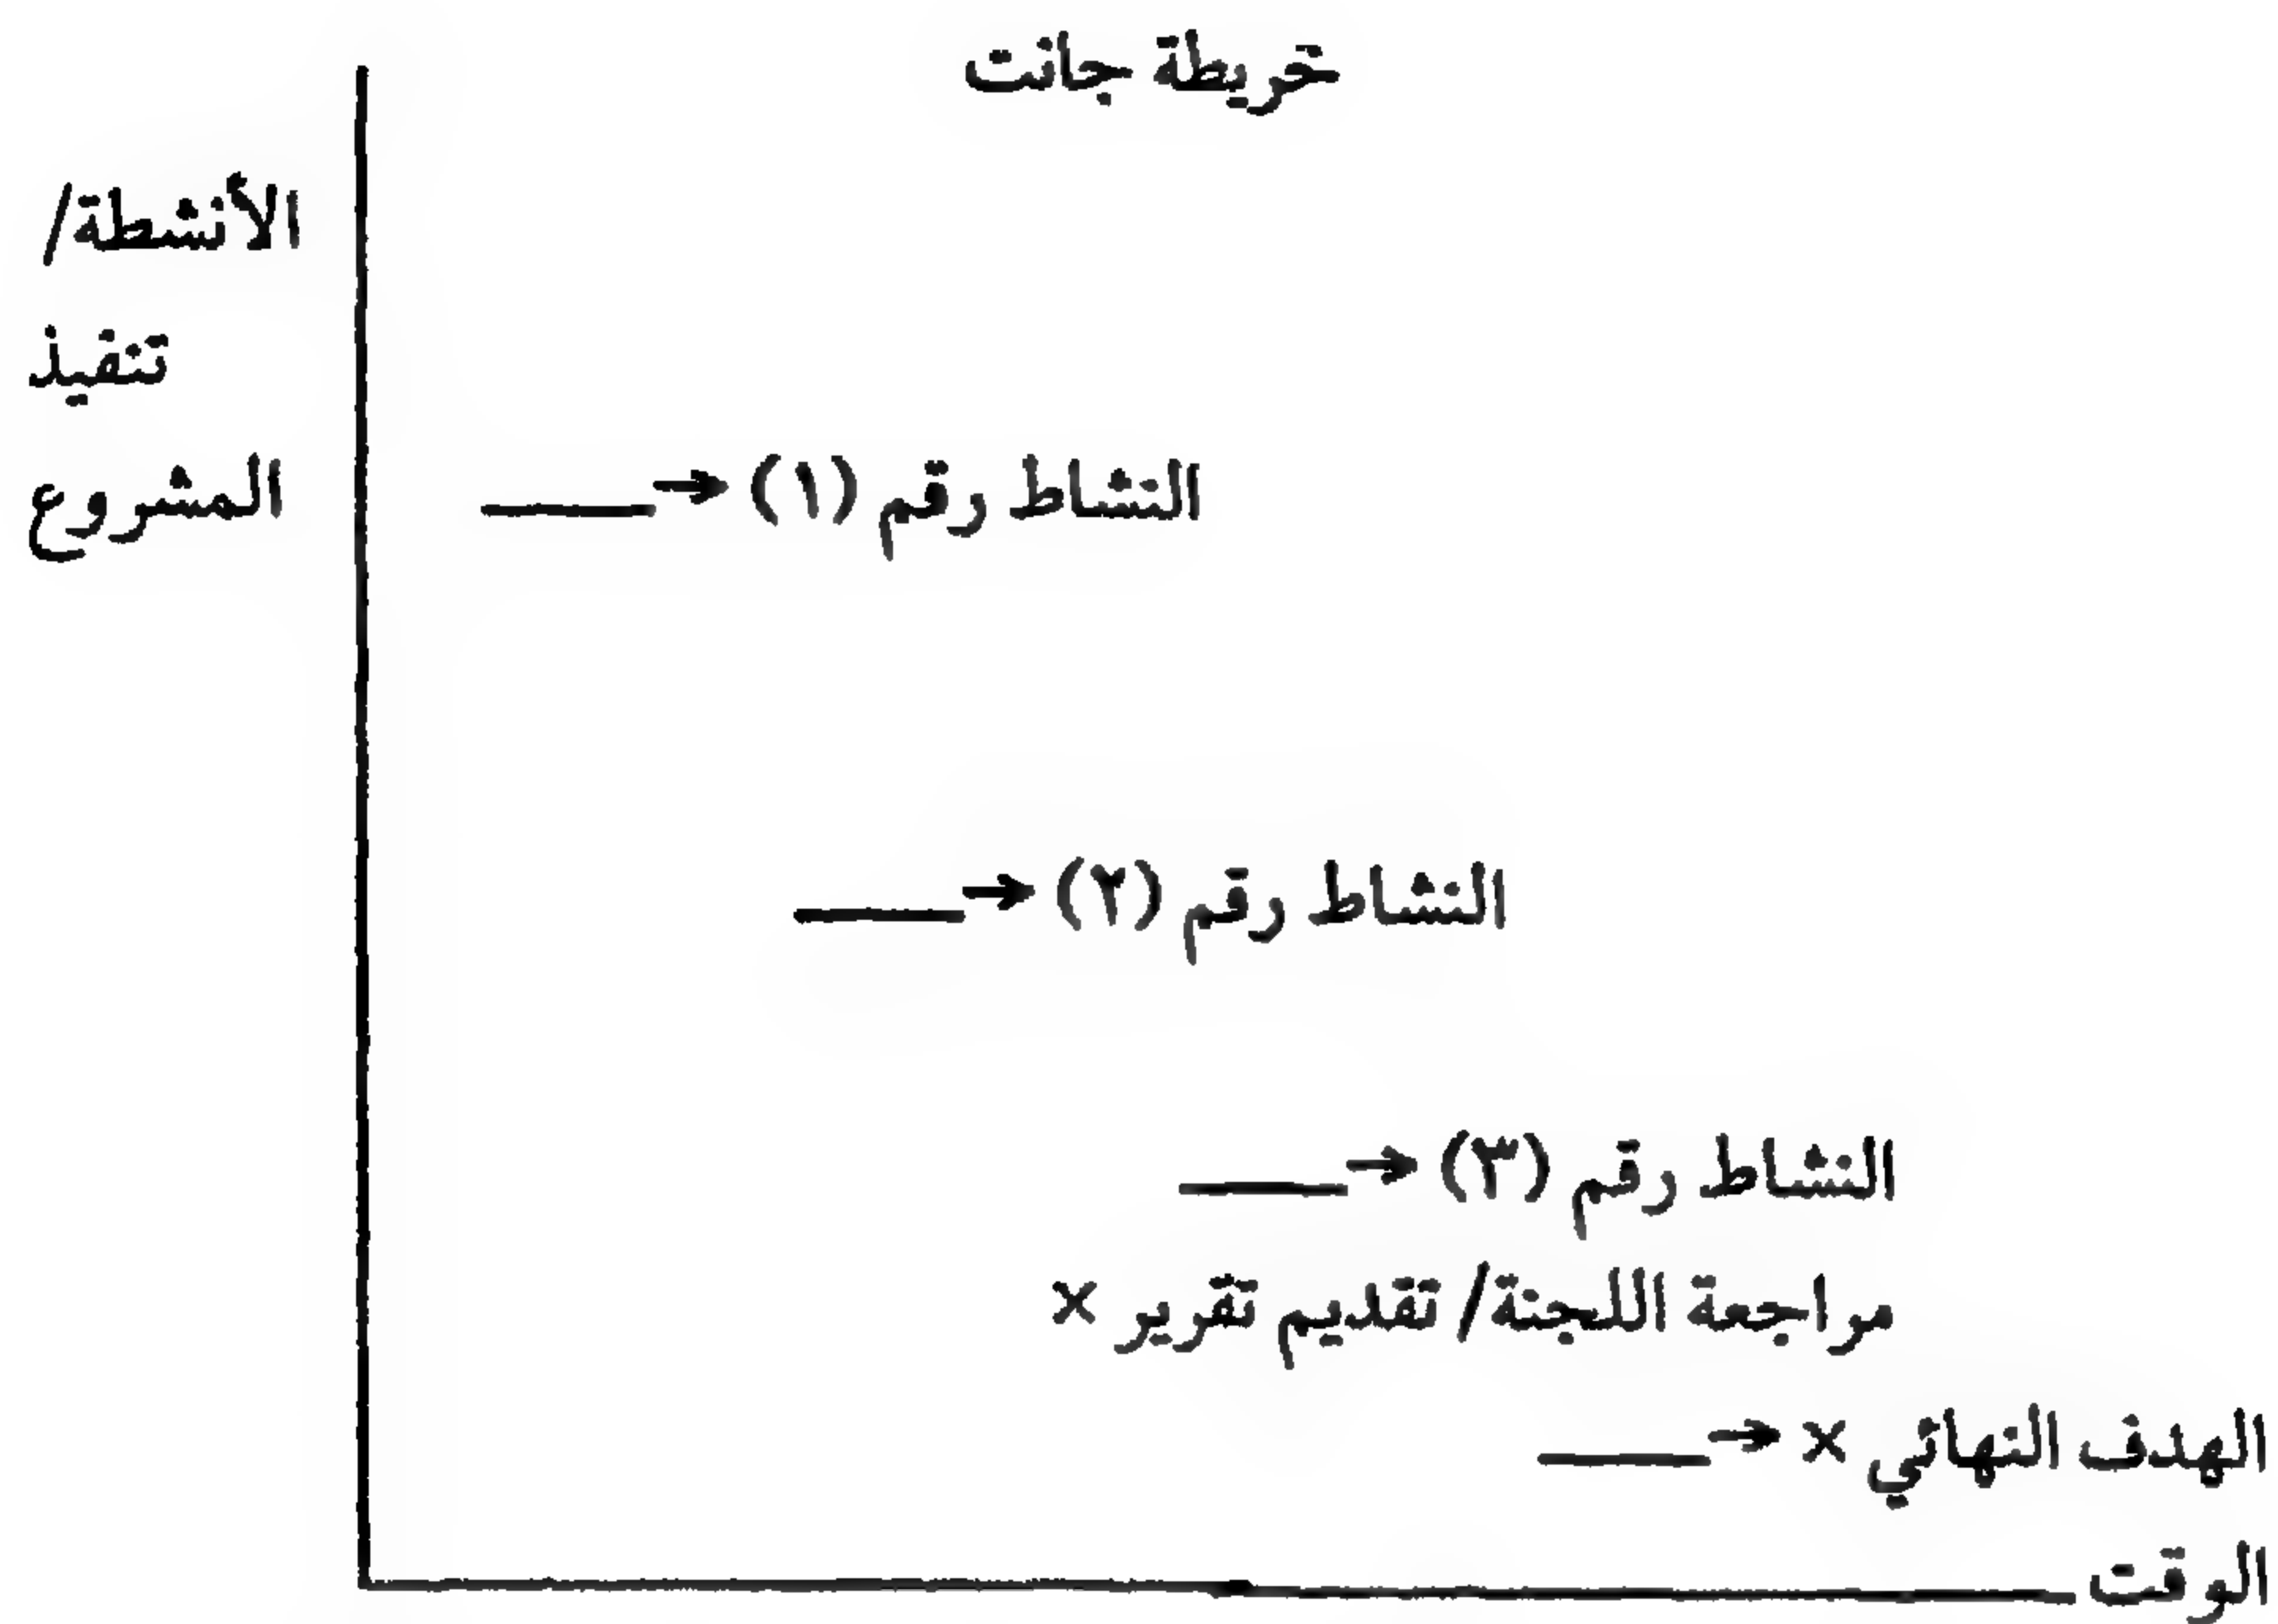 خريطة جانت
الأنشطة/
تنفيذ
المشروع
النشاط رقم (١)
النشاط رقم (٢)
النشاط رقم (٣)
مراجعة اللجنة/ تقديم تقرير ×
الهدف النهائي ×
الوقت